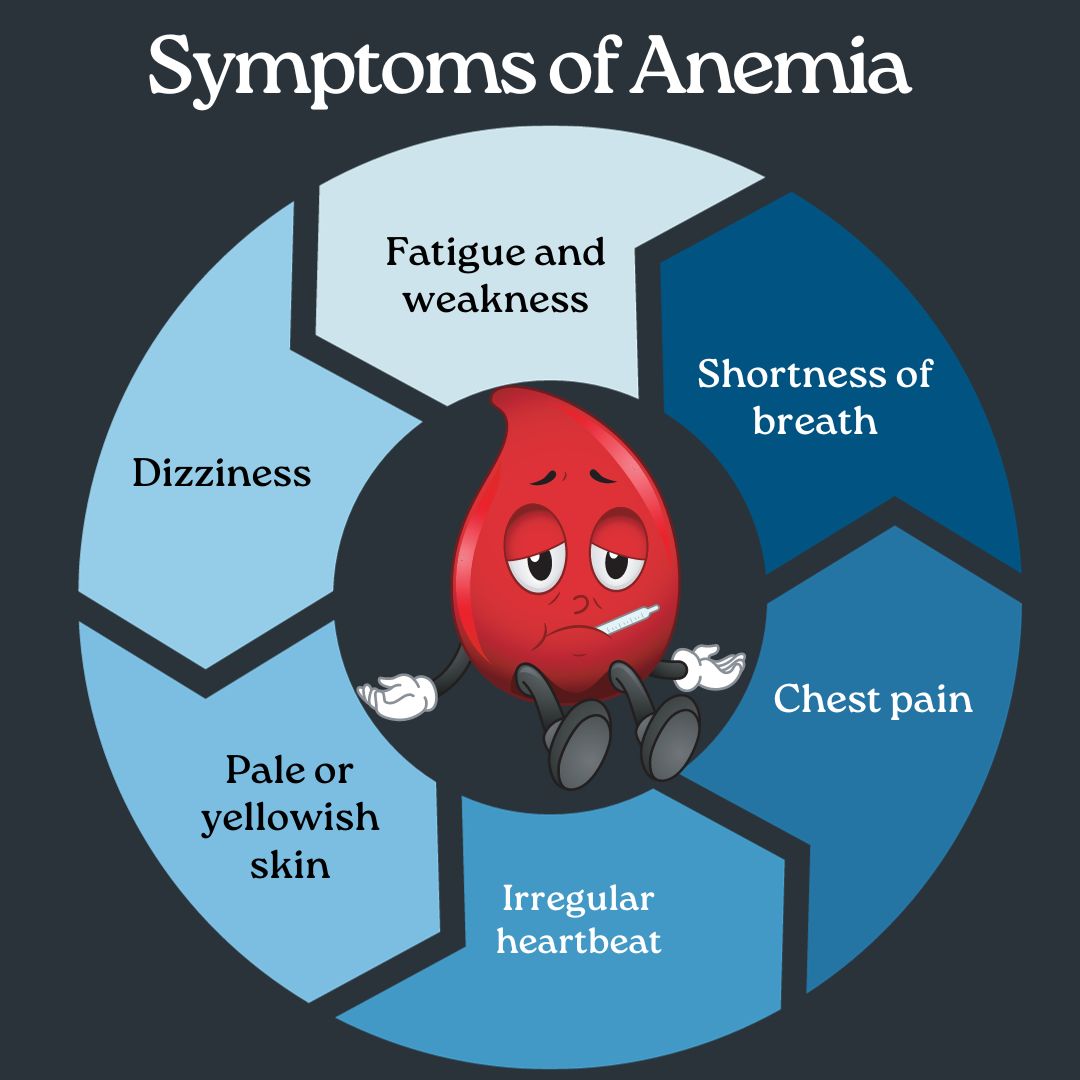 Symptoms of Anemia
Fatigue and
weakness
Shortness of
breath
Chest pain
Irregular
heartbeat
Pale or
yellowish
skin
Dizziness